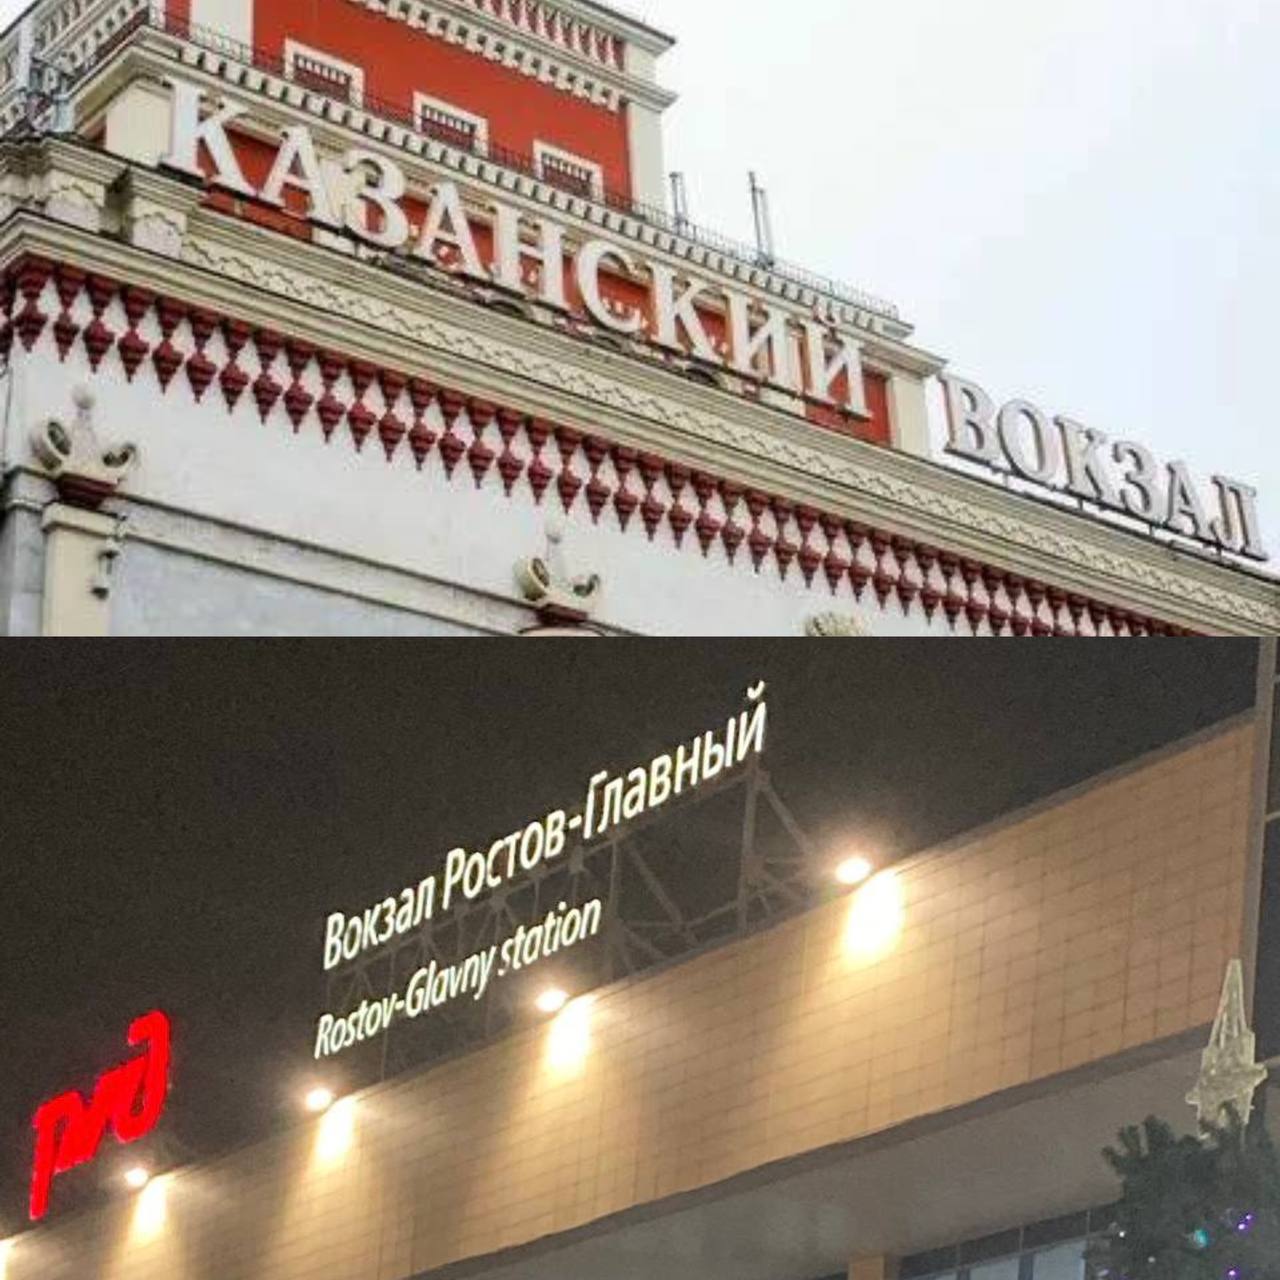 КАЗАНСКИЙ ВОКЗАЛ
Вокзал Ростов-Главный
Rostov-Glavny station
ржд